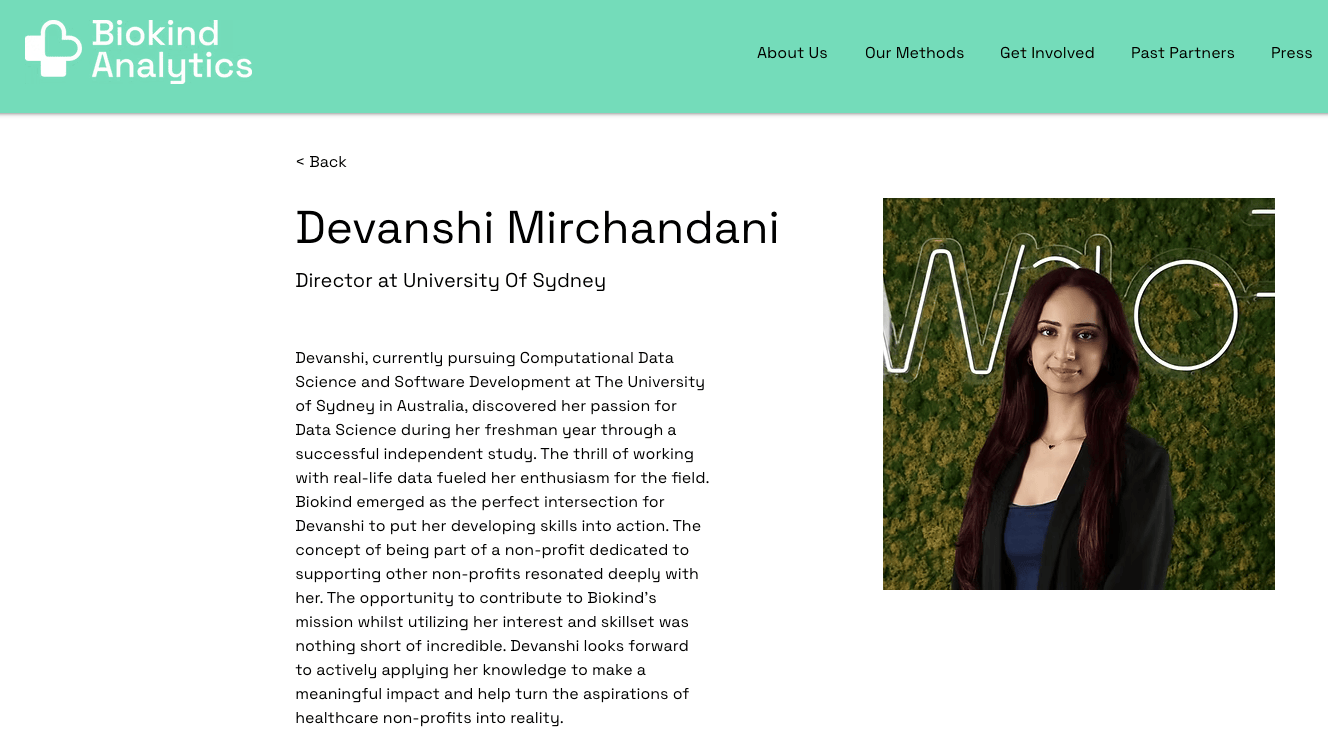 Biokind
Analytics
About Us Our Methods Get Involved Past Partners Press
< Back
Devanshi Mirchandani
Director at University Of Sydney
Devanshi, currently pursuing Computational Data
Science and Software Development at The University
of Sydney in Australia, discovered her passion for
Data Science during her freshman year through a
successful independent study. The thrill of working
with real-life data fueled her enthusiasm for the field.
Biokind emerged as the perfect intersection for
Devanshi to put her developing skills into action. The
concept of being part of a non-profit dedicated to
supporting other non-profits resonated deeply with
her. The opportunity to contribute to Biokind's
mission whilst utilizing her interest and skillset was
nothing short of incredible. Devanshi looks forward
to actively applying her knowledge to make a
meaningful impact and help turn the aspirations of
healthcare non-profits into reality.